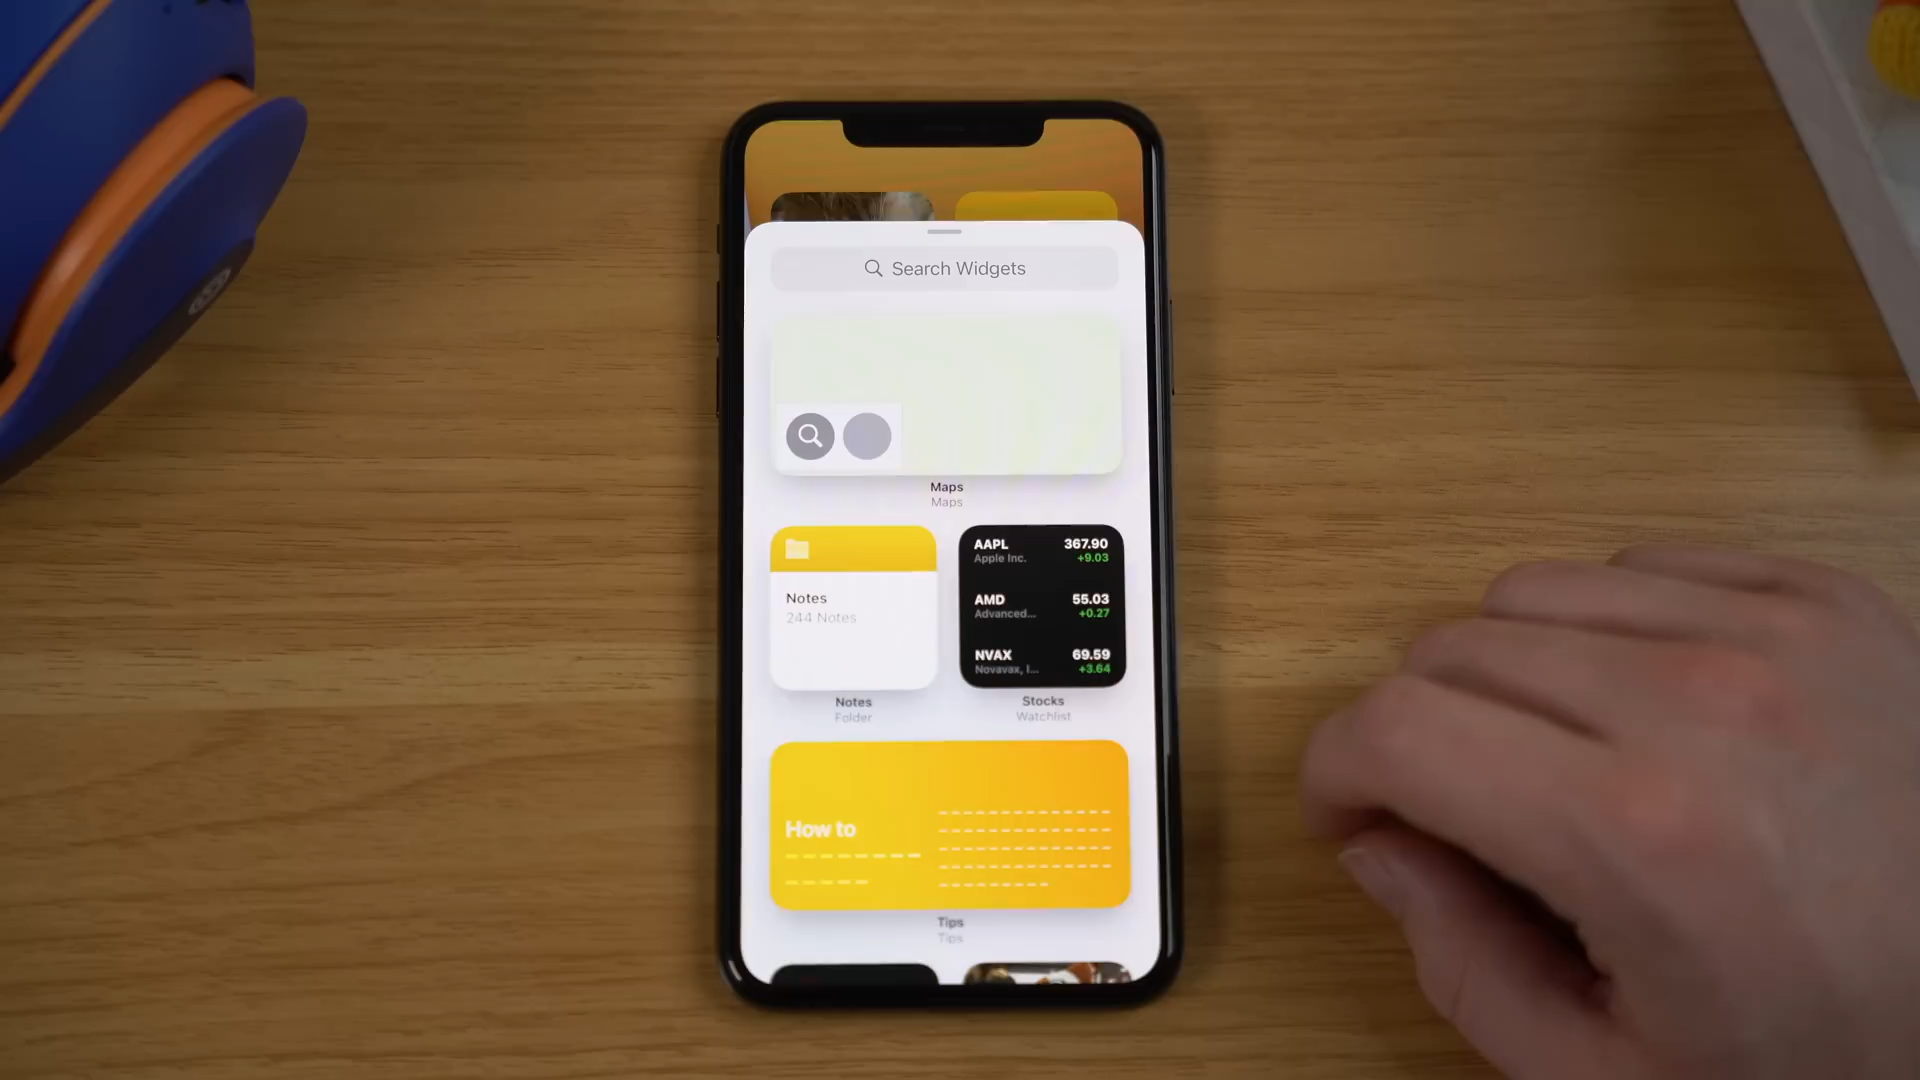 Search Widgets
Maps
Maps
Notes
244 Notes
Notes
Folder
AAPL 367.90
Apple Inc. +9.03
AMD 55.03
Advanced... +0.27
NVAX 69.59
Novavax, I... +3.64
Stocks
Watchlist
How to
Tips
Tips